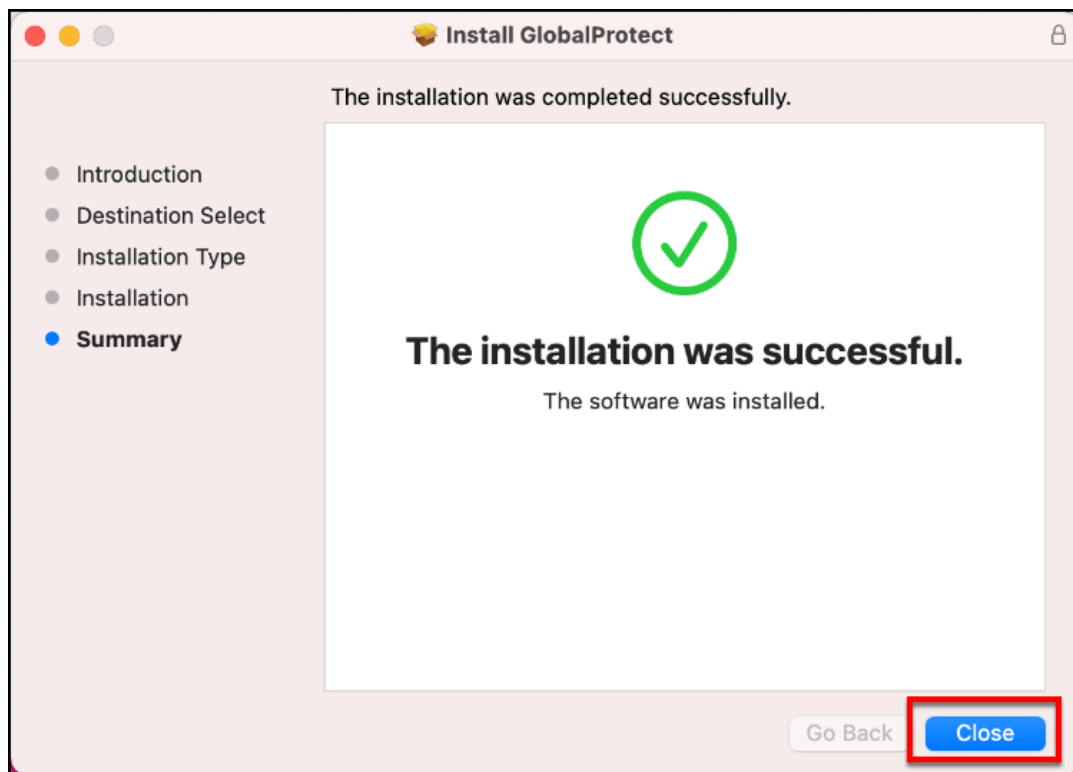 Install GlobalProtect
The installation was completed successfully.
Introduction
Destination Select
Installation Type
Installation
Summary
The installation was successful.
The software was installed.
Go Back
Close